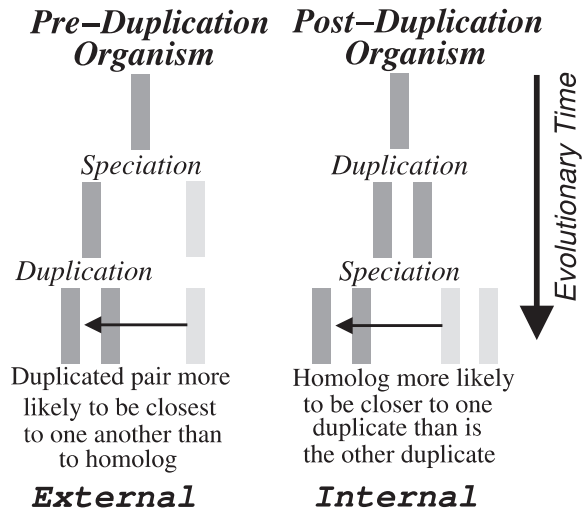 Pre–Duplication
Organism
Speciation
Duplication
Duplicated pair more
likely to be closest
to one another than
to homolog
External
Post–Duplication
Organism
Duplication
Speciation
Homolog more likely
to be closer to one
duplicate than is
the other duplicate
Internal
Evolutionary Time